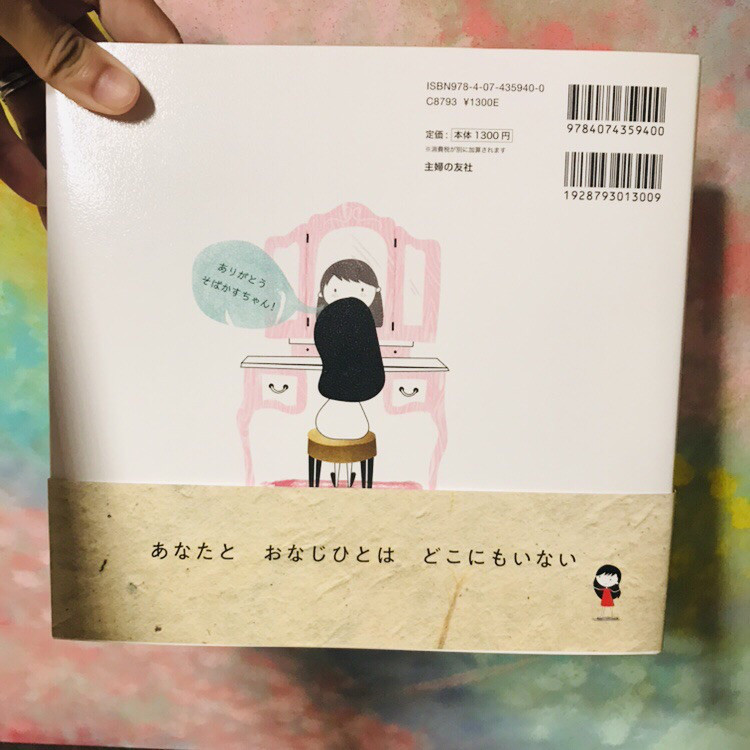 ISBN978-4-07-435940-0
C8793 ¥1300E
9784074359400
定価：本体1300円
※消費税が別に加算されます
主婦の友社
1928793013009
ありがとう
そばかすちゃん！
あなたと　おなじひとは　どこにもいない